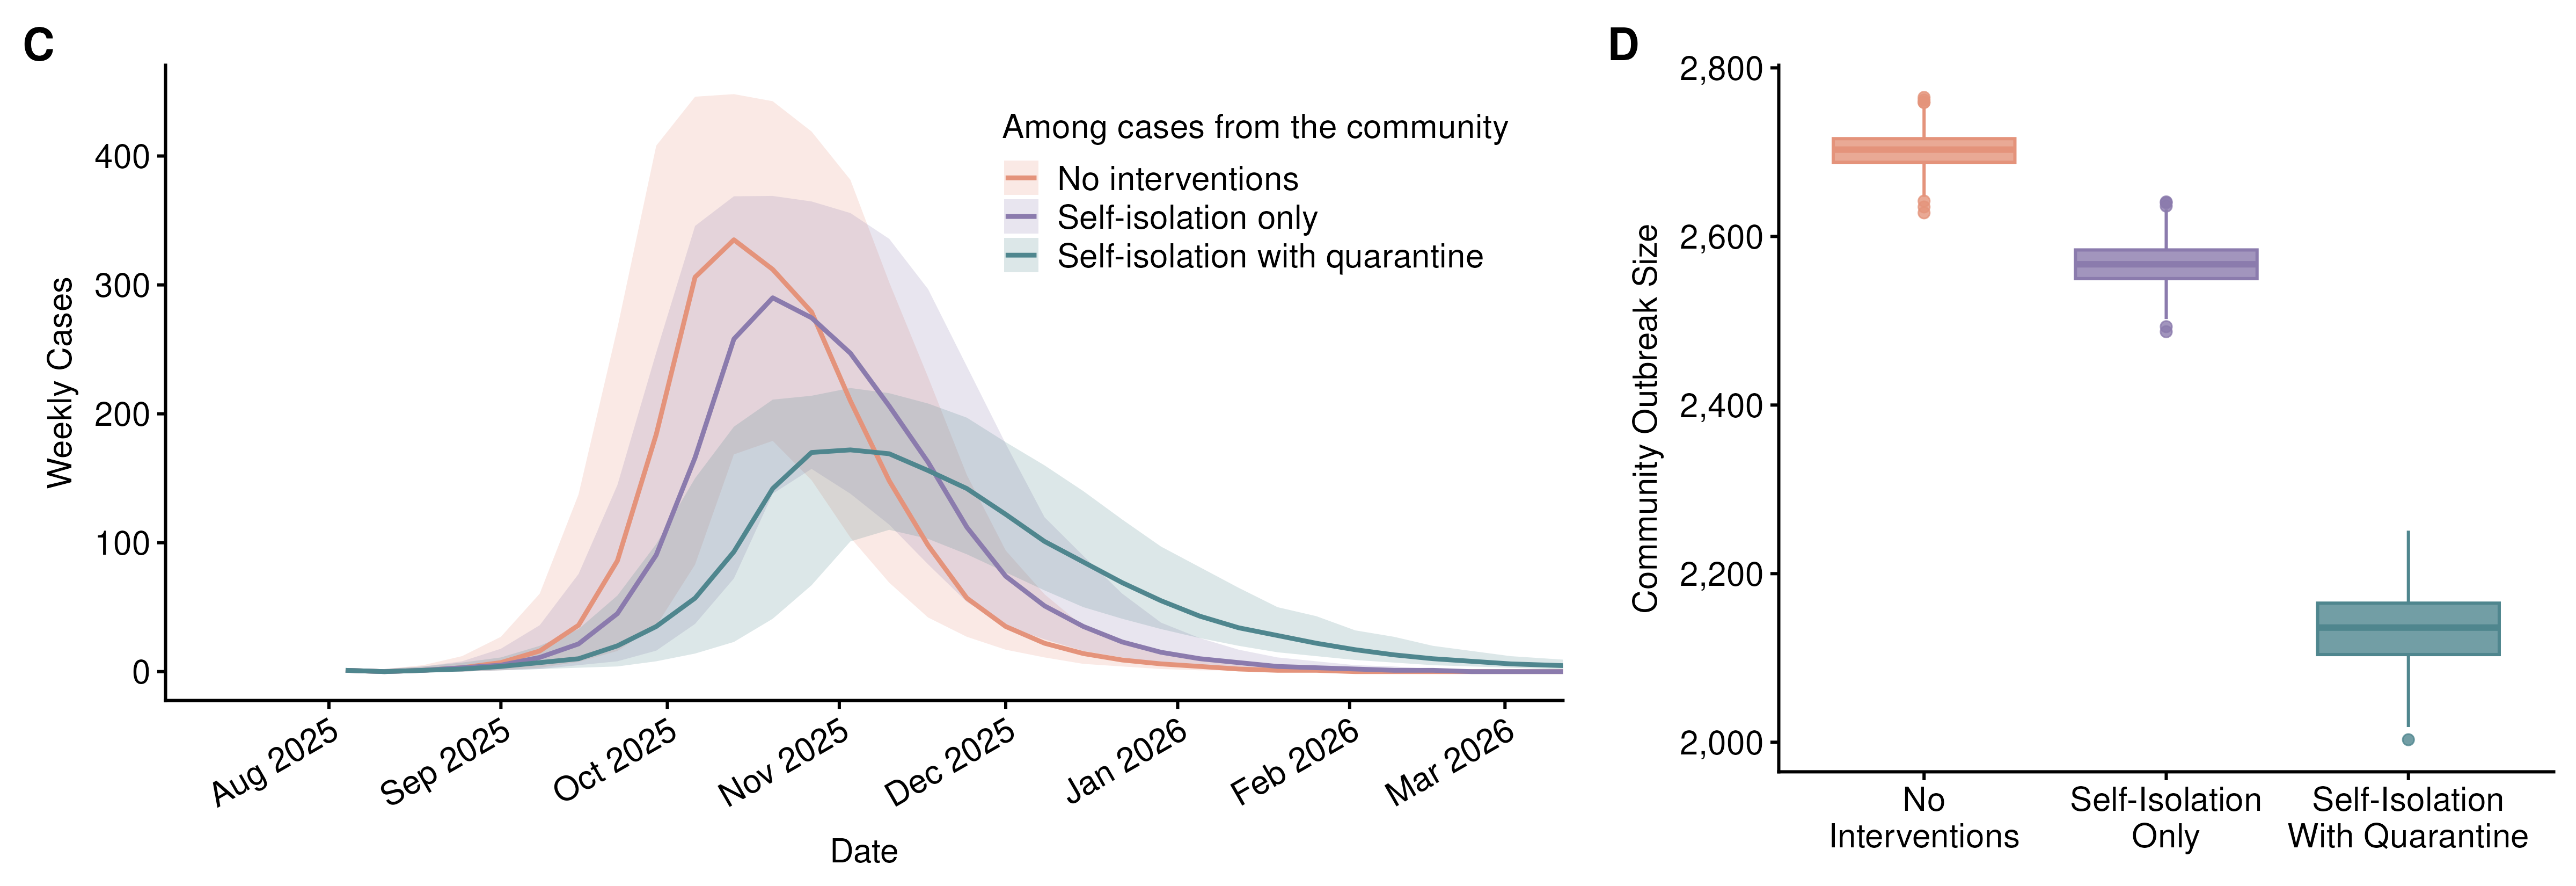 C
Weekly Cases
400
300
200
100
0
Among cases from the community
No interventions
Self-isolation only
Self-isolation with quarantine
Aug 2025
Sep 2025
Oct 2025
Nov 2025
Dec 2025
Jan 2026
Feb 2026
Mar 2026
Date
D
Community Outbreak Size
2,800
2,600
2,400
2,200
2,000
No
Interventions
Self-Isolation
Only
Self-Isolation
With Quarantine